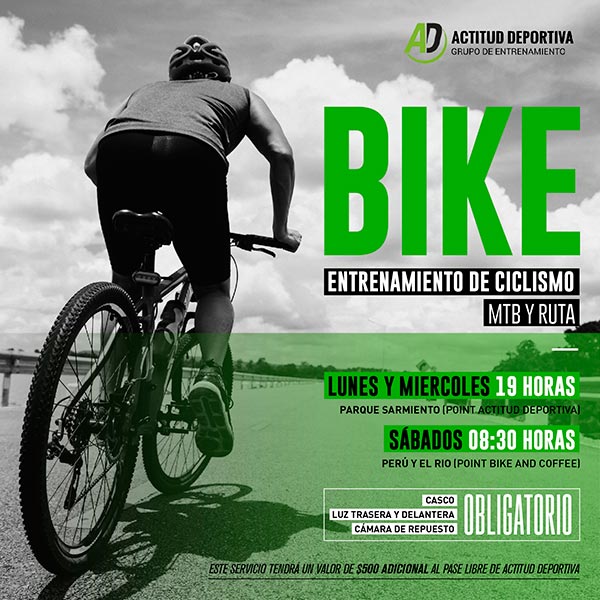 AD ACTITUD DEPORTIVA
GRUPO DE ENTRENAMIENTO
BIKE
ENTRENAMIENTO DE CICLISMO
MTB Y RUTA
LUNES Y MIERCOLES 19 HORAS
PARQUE SARMIENTO (POINT ACTITUD DEPORTIVA)
SÁBADOS 08:30 HORAS
PERÚ Y EL RIO (POINT BIKE AND COFFEE)
CASCO
LUZ TRASERA Y DELANTERA
CÁMARA DE REPUESTO
OBLIGATORIO
ESTE SERVICIO TENDRÁ UN VALOR DE $500 ADICIONAL AL PASE LIBRE DE ACTITUD DEPORTIVA